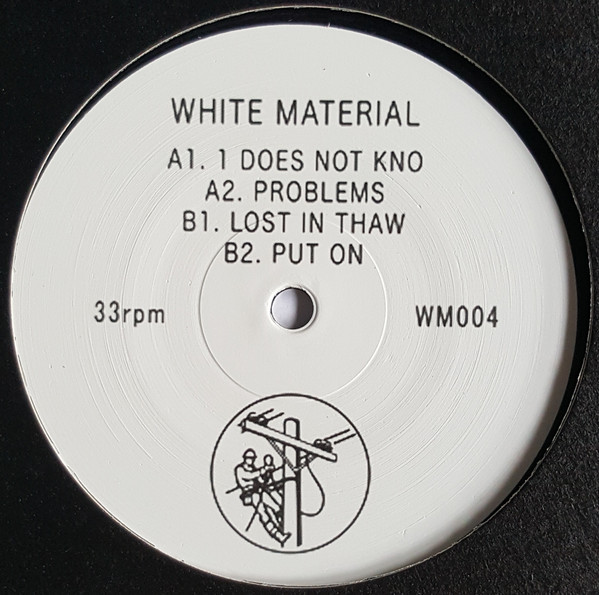 WHITE MATERIAL
A1. 1 DOES NOT KNO
A2. PROBLEMS
B1. LOST IN THAW
B2. PUT ON
33rpm
WM004